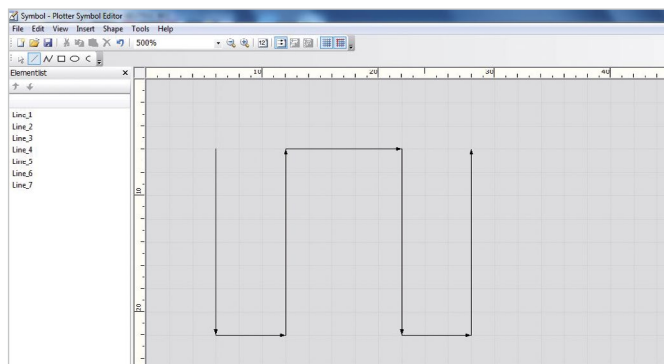 Symbol - Plotter Symbol Editor
File Edit View Insert Shape Tools Help
500%
12
Elementlist x
10 20 30 40
Line_1
Line_2
Line_3
Line_4
Line_5
Line_6
Line_7
10
20